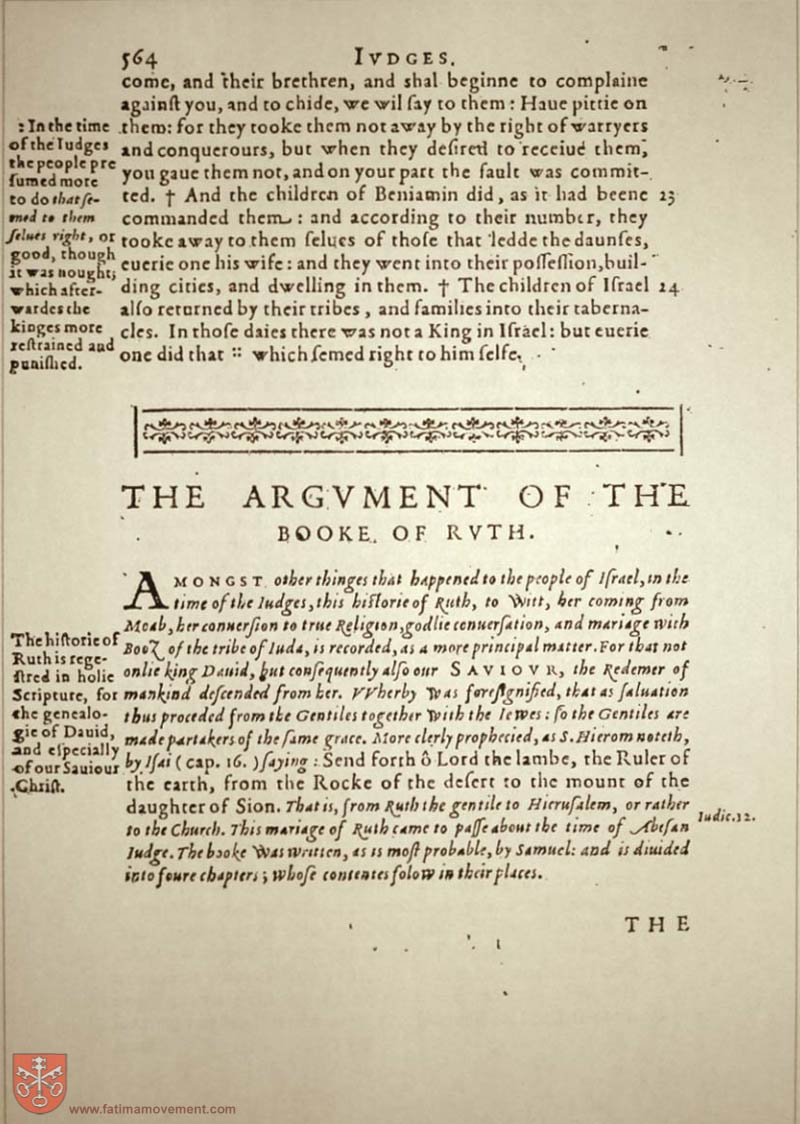 564 IVDGES.
come, and their brethren, and shal beginne to complaine
againſt you, and to chide, we wil ſay to them : Haue pittie on
them: for they tooke them not away by the right of warryers
and conquerours, but when they deſired to receiue them,
you gaue them not, and on your part the fault was commit-
ted. † And the children of Beniamin did, as it had beene 23
commanded them : and according to their number, they
tooke away to them ſelues of thoſe that ledde the daunſes,
euerie one his wife : and they went into their poſſeſſion, buil-
ding cities, and dwelling in them. † The children of Iſrael 24
alſo returned by their tribes, and families into their taberna-
cles. In thoſe daies there was not a King in Iſrael: but euerie
one did that :: which ſemed right to him ſelfe.
: In the time
of the Iudges
the people pre
ſumed more
to do that ſe-
med to them
ſelues right, or
good, though
it was nought;
which after-
wardes the
kinges more
reſtrained and
puniſhed.
THE ARGVMENT OF THE
BOOKE OF RVTH.
AMONGST other thinges that happened to the people of Iſrael, in the
time of the Iudges, this hiſtorie of Ruth, to witt, her coming from
Moab, her conuerſion to true Religion, godlie conuerſation, and mariage with
Booz of the tribe of Iuda, is recorded, as a more principal matter. For that not
onlie king Dauid, but conſequently alſo our SAVIOVR, the Redemer of
mankind deſcended from her. VVherby was foreſignified, that as ſaluation
thus proceded from the Gentiles together with the Iewes : ſo the Gentiles are
made partakers of the ſame grace. More clerly prophecied, as S. Hierom noteth,
by Iſai (cap. 16.) ſaying : Send forth ô Lord the lambe, the Ruler of
the earth, from the Rocke of the deſert to the mount of the
daughter of Sion. That is, from Ruth the gentile to Hieruſalem, or rather
to the Church. This mariage of Ruth came to paſſe about the time of Abeſan
Iudge. The booke was written, as is moſt probable, by Samuel: and is diuided
into foure chapters ; whoſe contentes folow in their places.
The hiſtorie of
Ruth is rege-
ſtred in holie
Scripture, for
the genealo-
gie of Dauid,
and eſpecially
of our Sauiour
Chriſt.
Iudic. 12.
THE
www.fatimamovement.com